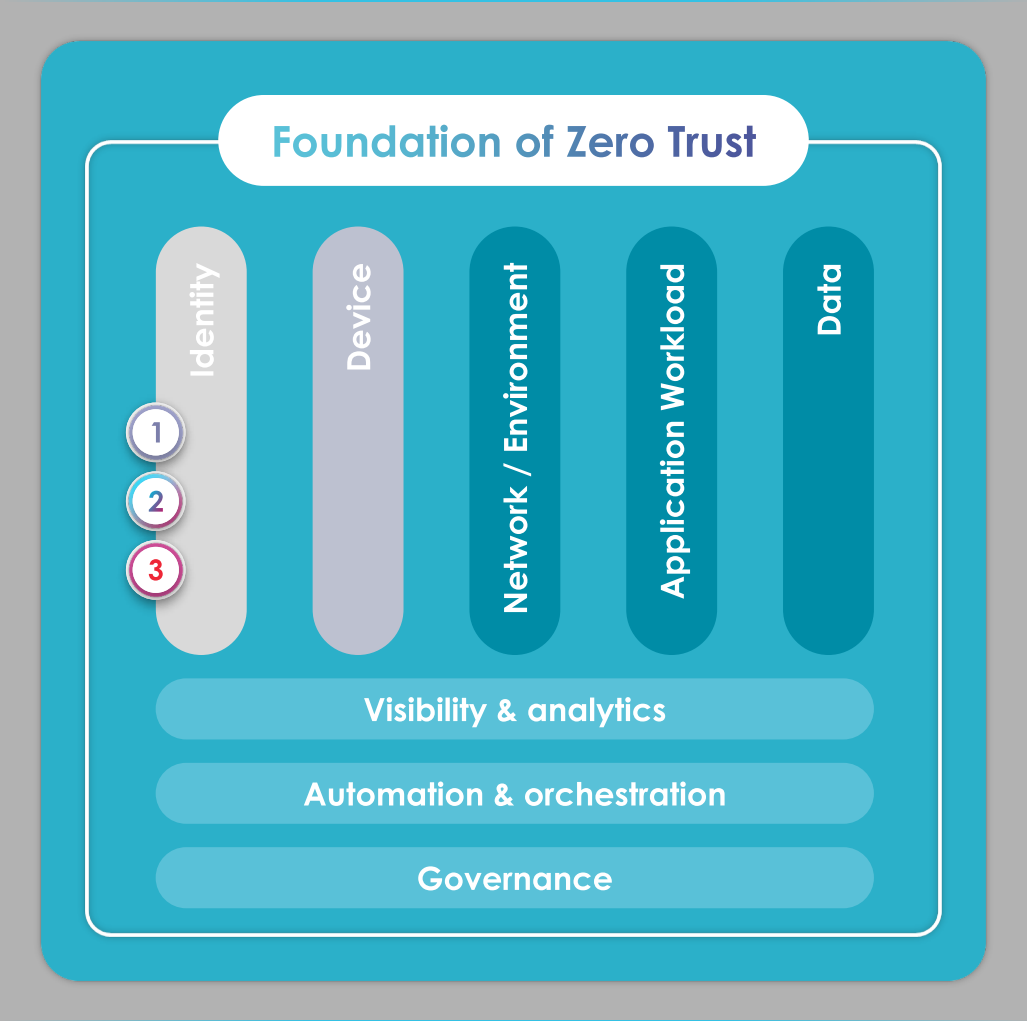 Foundation of Zero Trust
Identity
Device
Network / Environment
Application Workload
Data
1
2
3
Visibility & analytics
Automation & orchestration
Governance